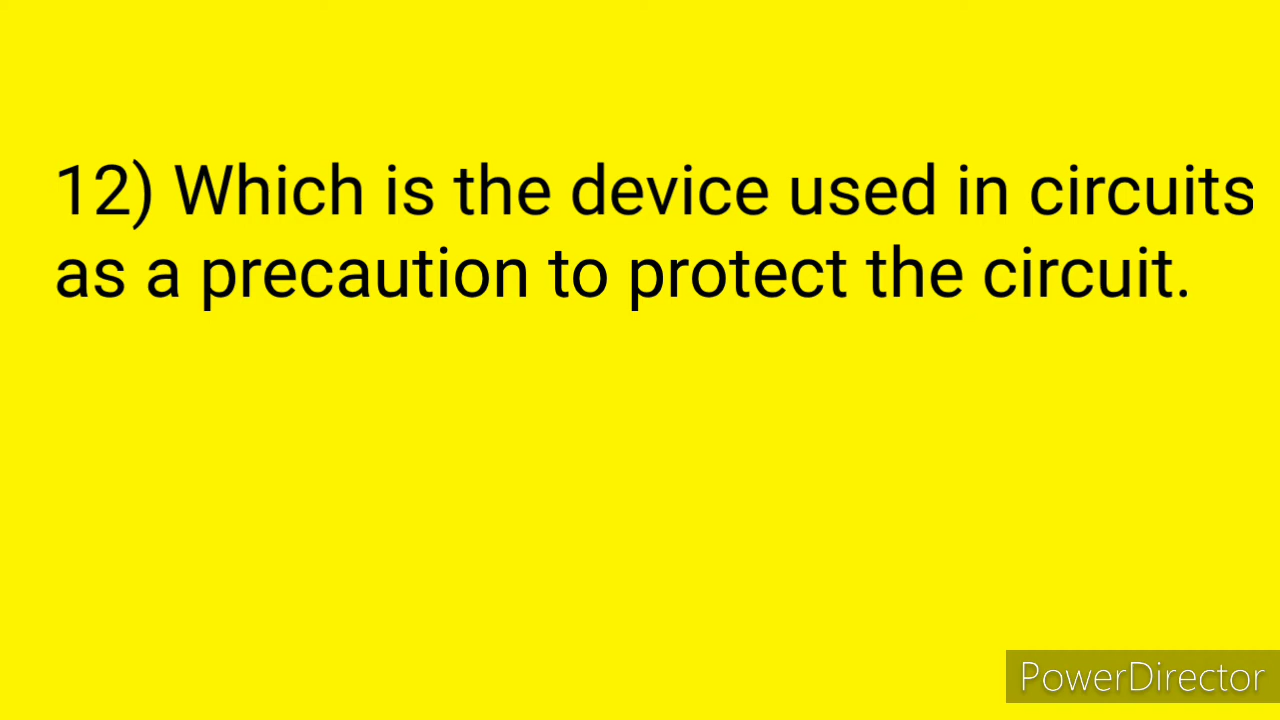 12) Which is the device used in circuits
as a precaution to protect the circuit.
PowerDirector